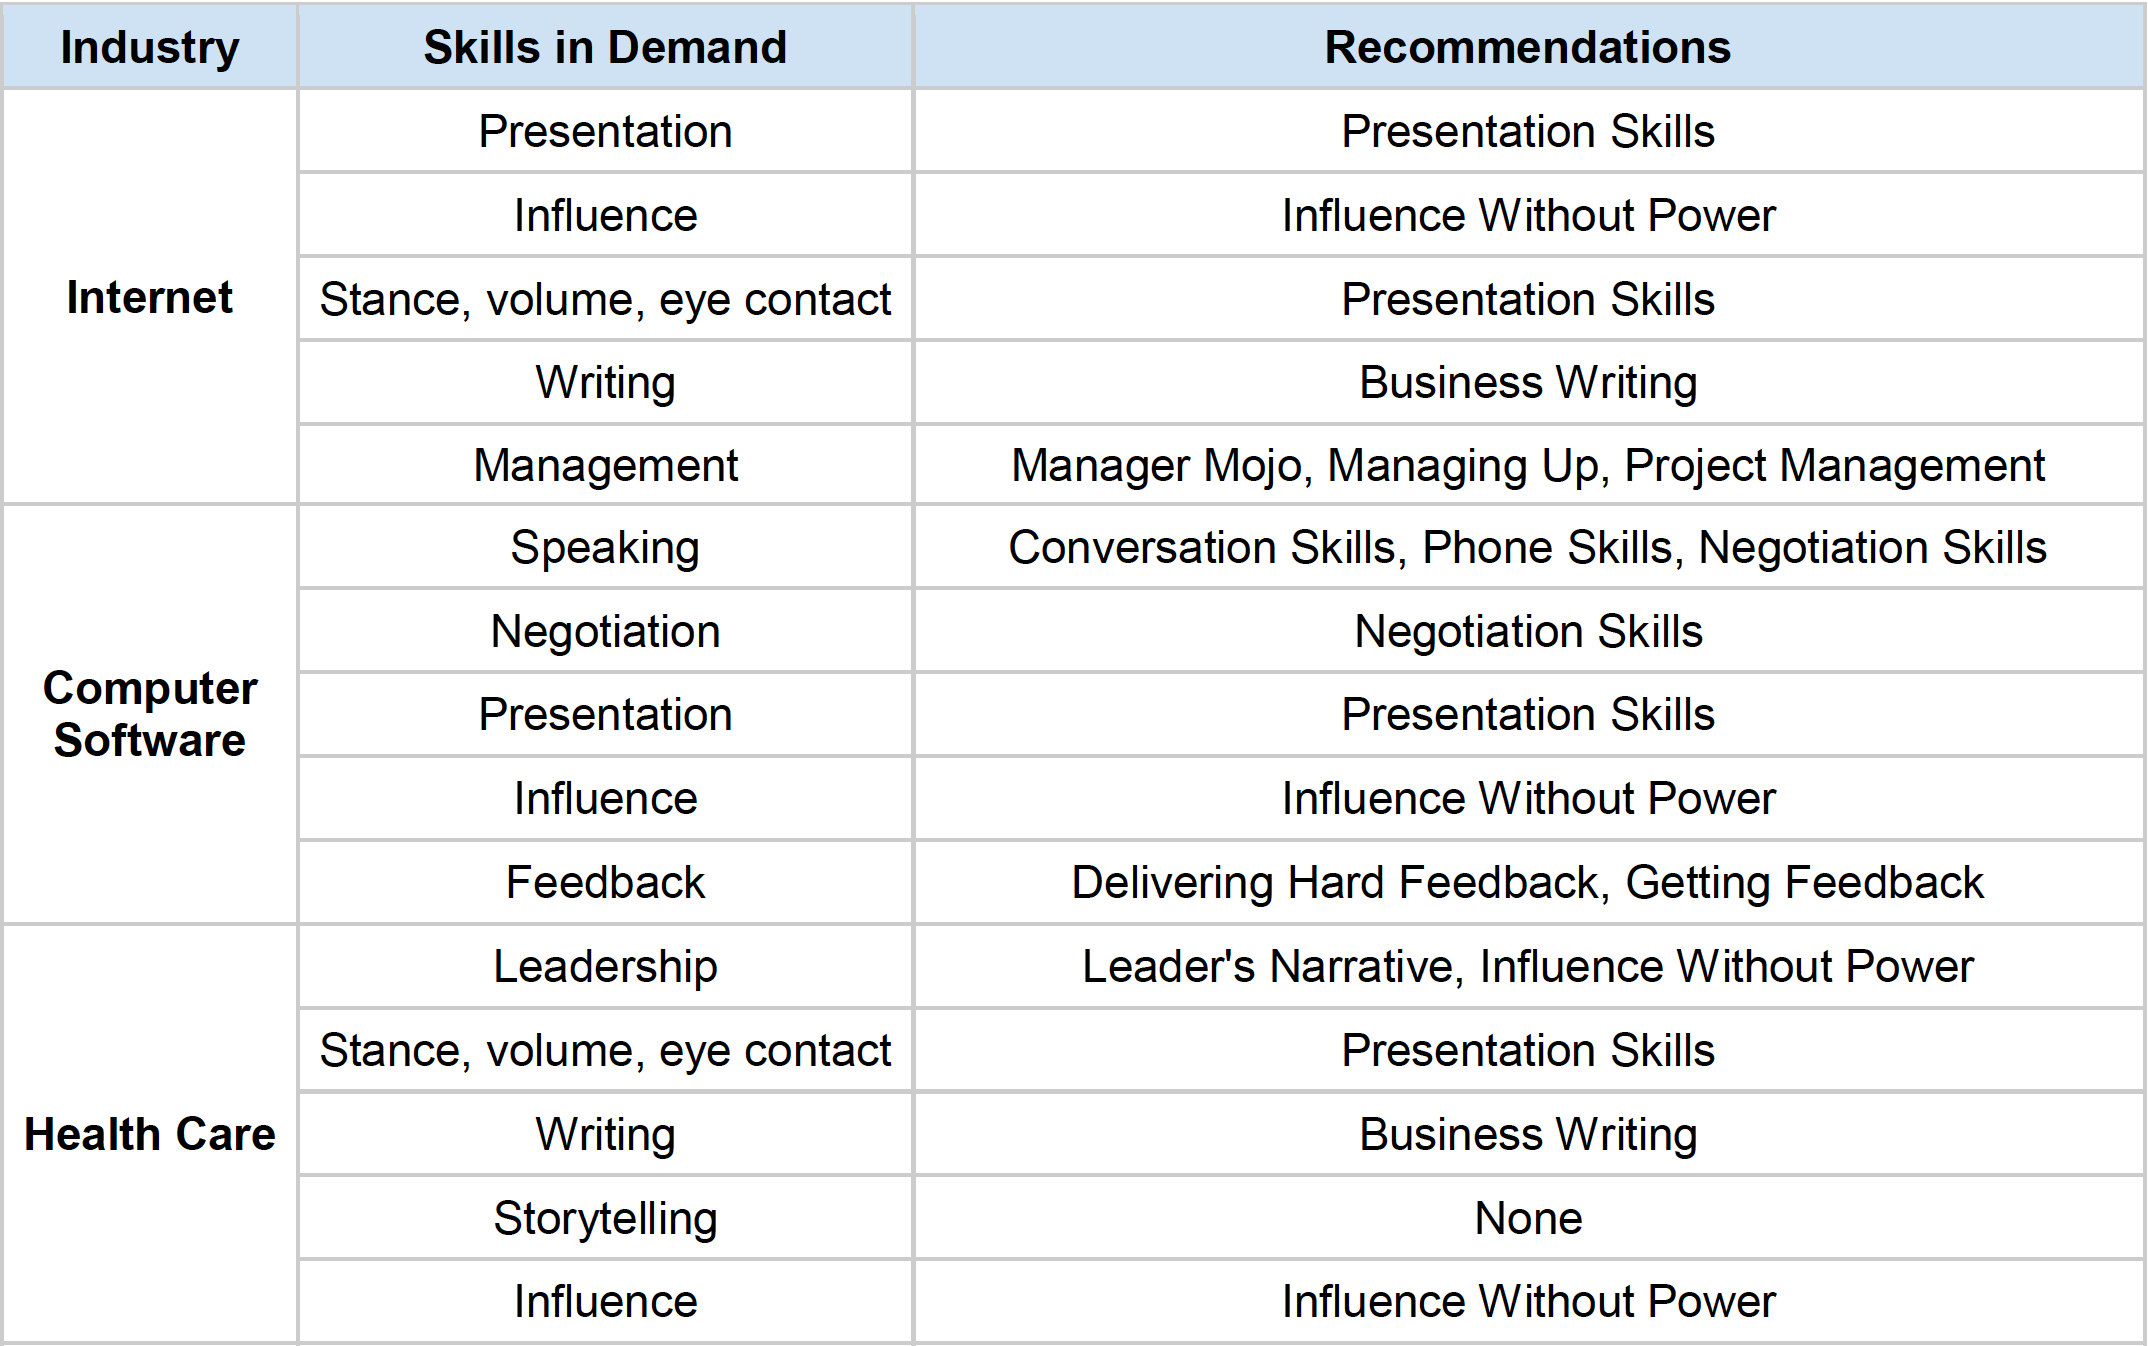 Industry Skills in Demand Recommendations
Presentation Presentation Skills
Influence Influence Without Power
Internet Stance, volume, eye contact Presentation Skills
Writing Business Writing
Management Manager Mojo, Managing Up, Project Management
Speaking Conversation Skills, Phone Skills, Negotiation Skills
Negotiation Negotiation Skills
Computer
Software Presentation Presentation Skills
Influence Influence Without Power
Feedback Delivering Hard Feedback, Getting Feedback
Leadership Leader's Narrative, Influence Without Power
Stance, volume, eye contact Presentation Skills
Health Care Writing Business Writing
Storytelling None
Influence Influence Without Power